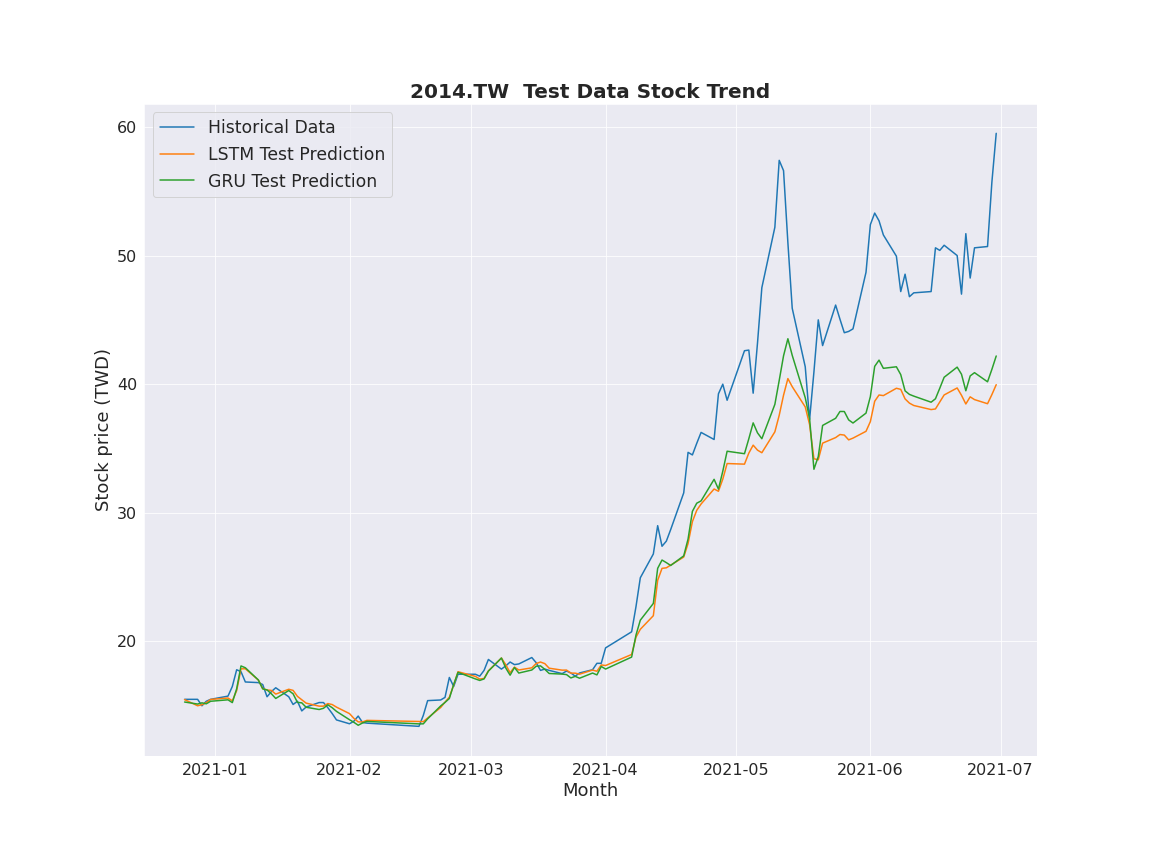 2014.TW  Test Data Stock Trend
Historical Data
LSTM Test Prediction
GRU Test Prediction
60
50
40
30
20
Stock price (TWD)
2021-01 2021-02 2021-03 2021-04 2021-05 2021-06 2021-07
Month